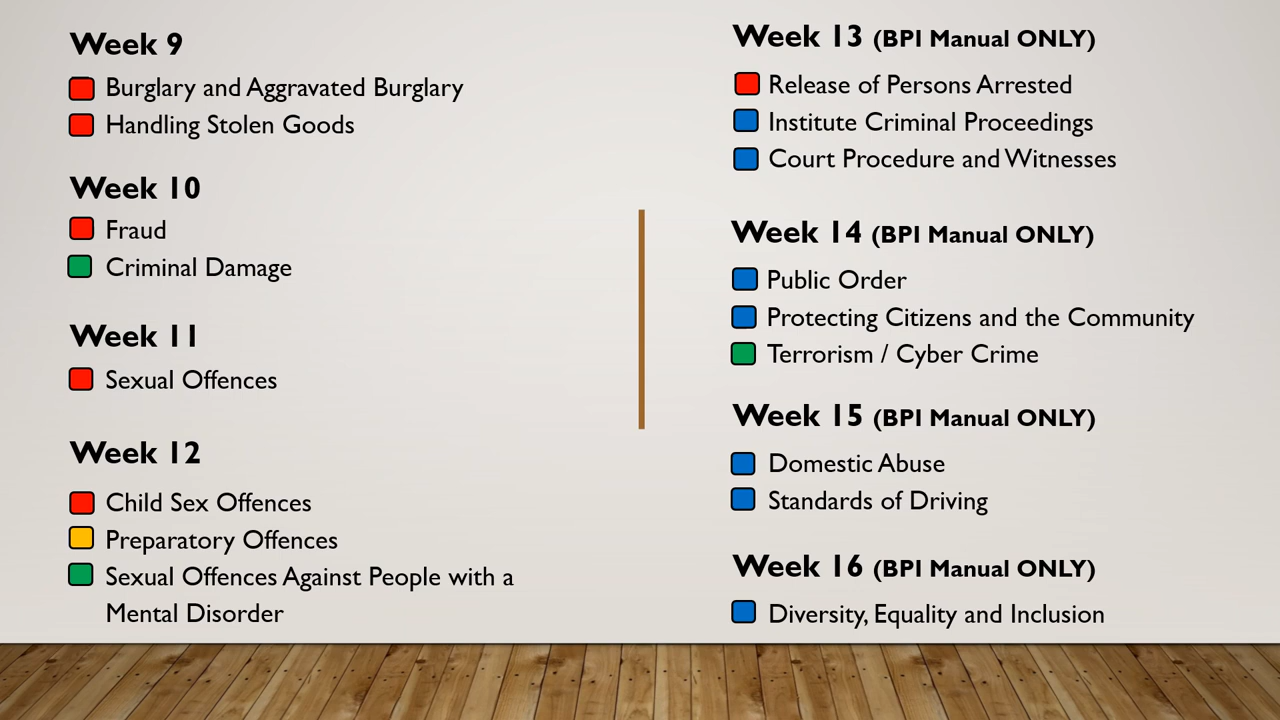 Week 9
Burglary and Aggravated Burglary
Handling Stolen Goods
Week 10
Fraud
Criminal Damage
Week 11
Sexual Offences
Week 12
Child Sex Offences
Preparatory Offences
Sexual Offences Against People with a
Mental Disorder
Week 13 (BPI Manual ONLY)
Release of Persons Arrested
Institute Criminal Proceedings
Court Procedure and Witnesses
Week 14 (BPI Manual ONLY)
Public Order
Protecting Citizens and the Community
Terrorism / Cyber Crime
Week 15 (BPI Manual ONLY)
Domestic Abuse
Standards of Driving
Week 16 (BPI Manual ONLY)
Diversity, Equality and Inclusion